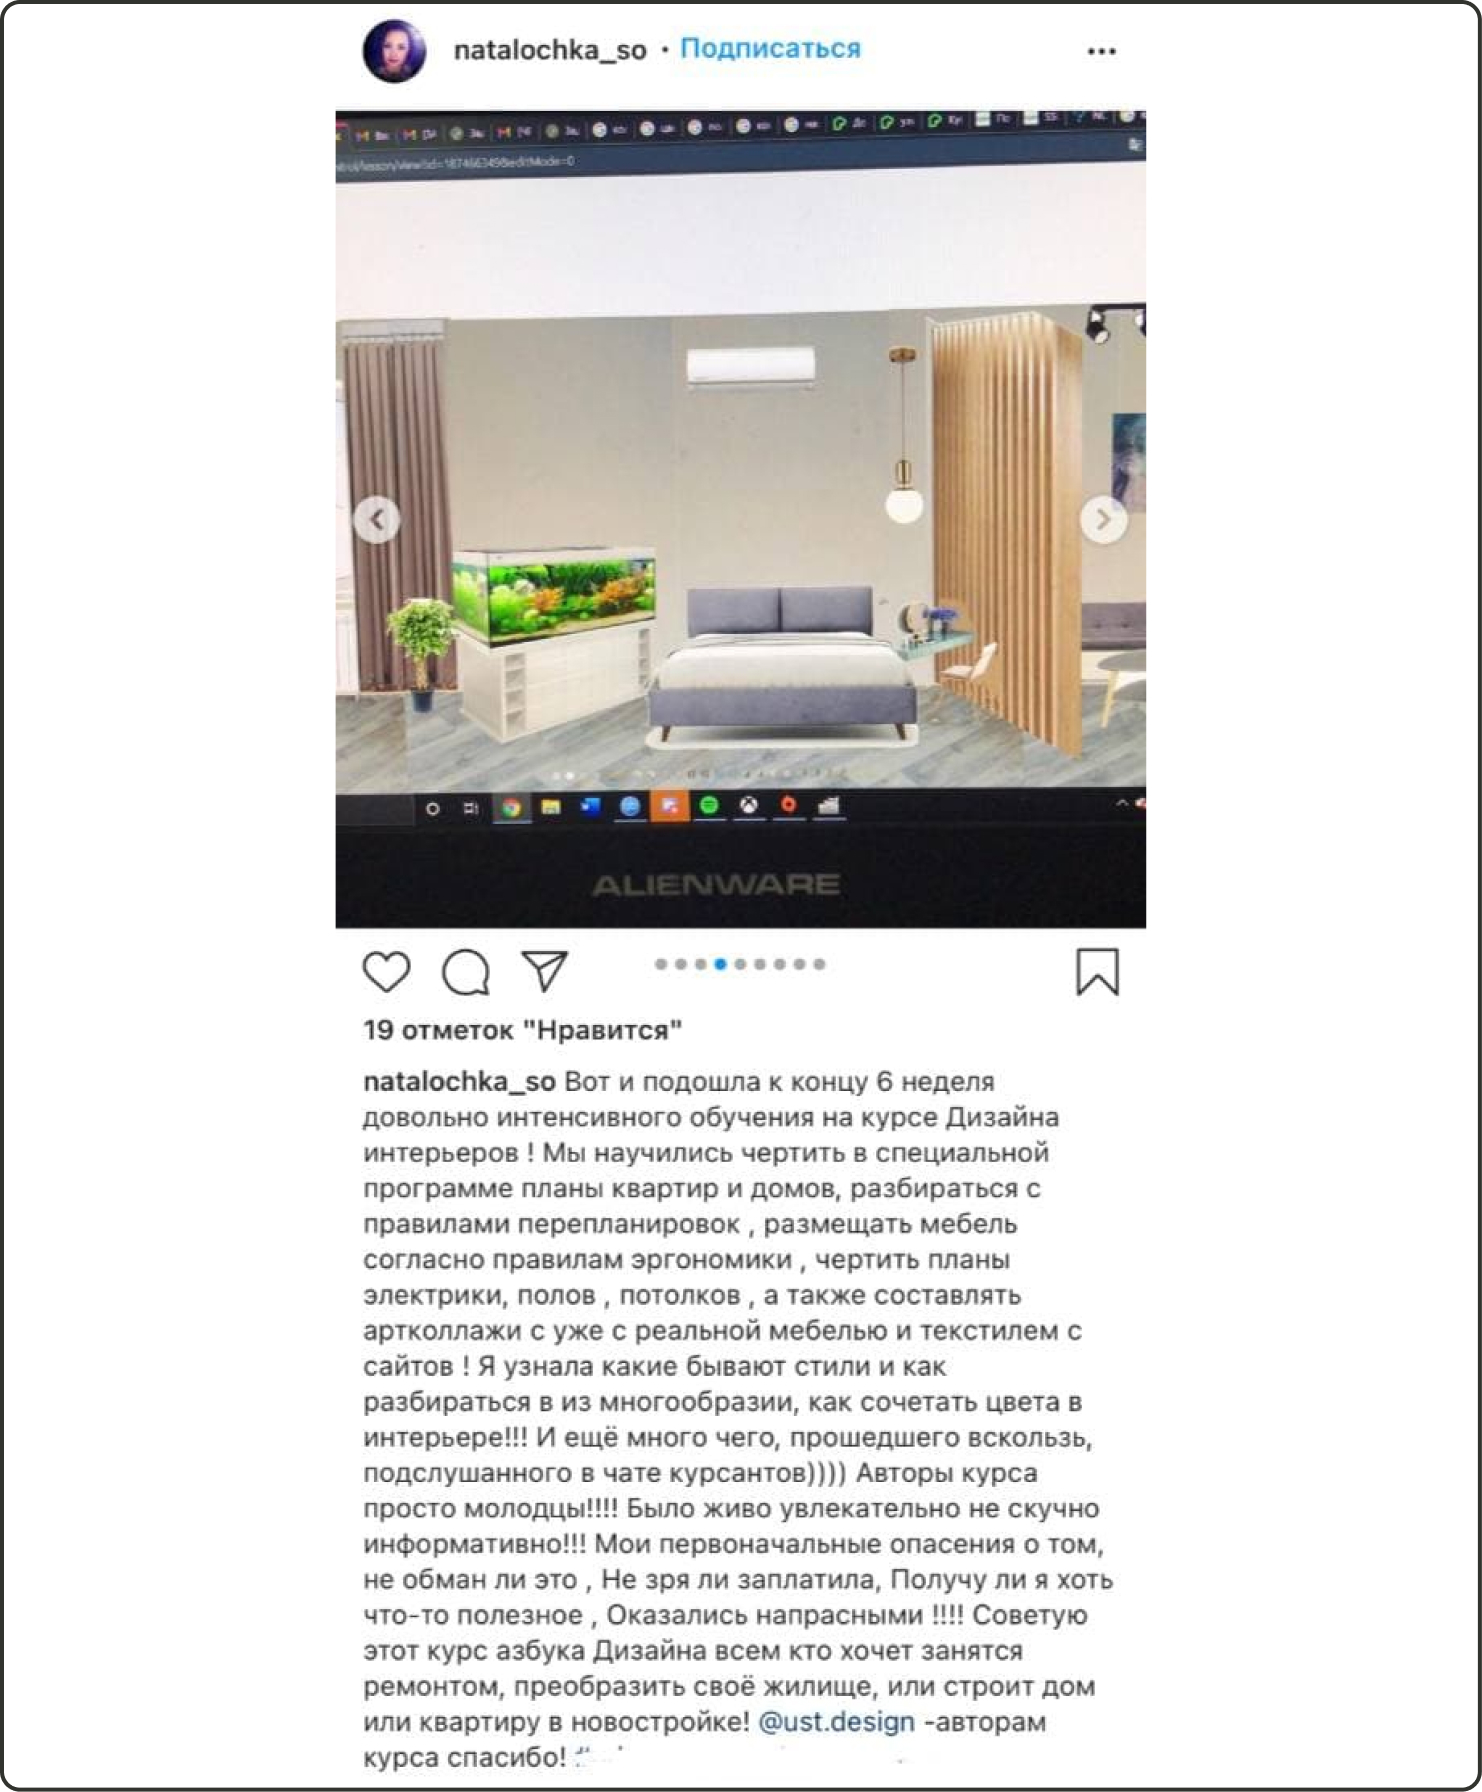 natalochka_so • Подписаться
ALIENWARE
19 отметок "Нравится"
natalochka_so Вот и подошла к концу 6 неделя
довольно интенсивного обучения на курсе Дизайна
интерьеров ! Мы научились чертить в специальной
программе планы квартир и домов, разбираться с
правилами перепланировок , размещать мебель
согласно правилам эргономики , чертить планы
электрики, полов , потолков , а также составлять
артколлажи с уже с реальной мебелью и текстилем с
сайтов ! Я узнала какие бывают стили и как
разбираться в из многообразии, как сочетать цвета в
интерьере!!! И ещё много чего, прошедшего вскользь,
подслушанного в чате курсантов)))) Авторы курса
просто молодцы!!!! Было живо увлекательно не скучно
информативно!!! Мои первоначальные опасения о том,
не обман ли это , Не зря ли заплатила, Получу ли я хоть
что-то полезное , Оказались напрасными !!!! Советую
этот курс азбука Дизайна всем кто хочет занятся
ремонтом, преобразить своё жилище, или строит дом
или квартиру в новостройке! @ust.design -авторам
курса спасибо!